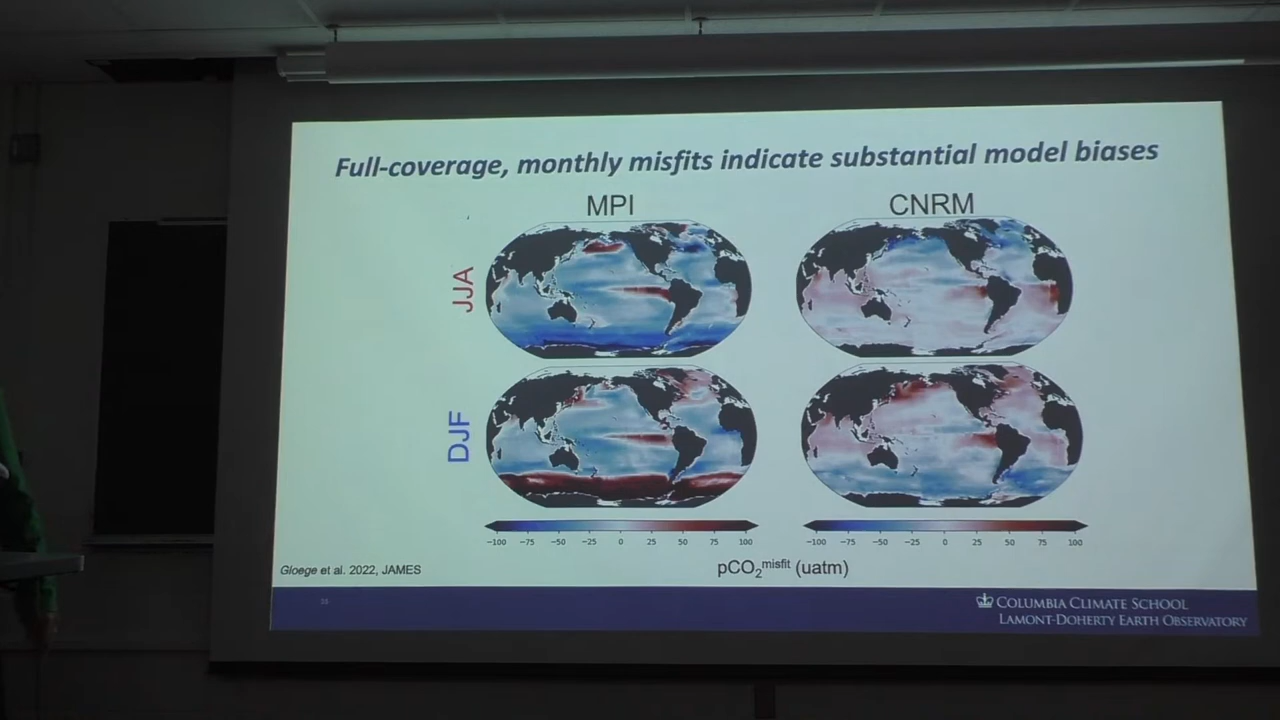 Full-coverage, monthly misfits indicate substantial model biases
MPI
CNRM
JJA
DJF
−100 −75 −50 −25 0 25 50 75 100
−100 −75 −50 −25 0 25 50 75 100
pCO₂ᵐⁱˢᶠⁱᵗ (uatm)
Gloege et al. 2022, JAMES
COLUMBIA CLIMATE SCHOOL
LAMONT-DOHERTY EARTH OBSERVATORY